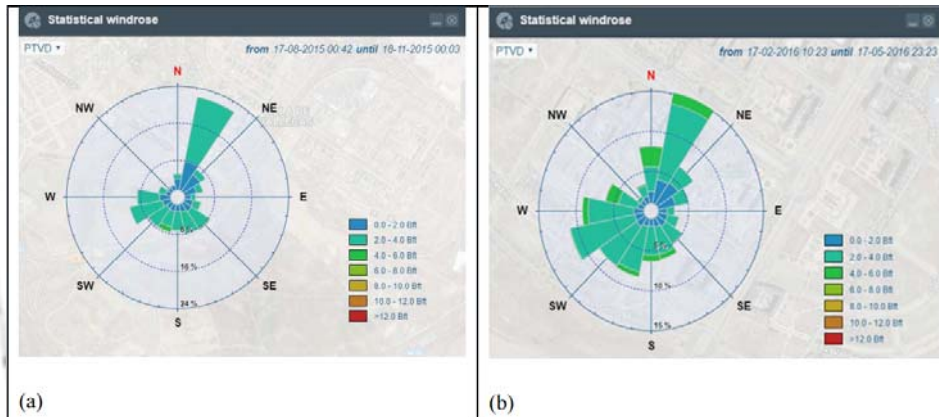 Statistical windrose
PTVD
from 17-08-2015 00:42 until 18-11-2015 00:03
N
NE
E
SE
S
SW
W
NW
16 %
24 %
0.0 - 2.0 Bft
2.0 - 4.0 Bft
4.0 - 6.0 Bft
6.0 - 8.0 Bft
8.0 - 10.0 Bft
10.0 - 12.0 Bft
>12.0 Bft
(a)
Statistical windrose
PTVD
from 17-02-2016 10:23 until 17-05-2016 23:23
N
NE
E
SE
S
SW
W
NW
10 %
15 %
0.0 - 2.0 Bft
2.0 - 4.0 Bft
4.0 - 6.0 Bft
6.0 - 8.0 Bft
8.0 - 10.0 Bft
10.0 - 12.0 Bft
>12.0 Bft
(b)